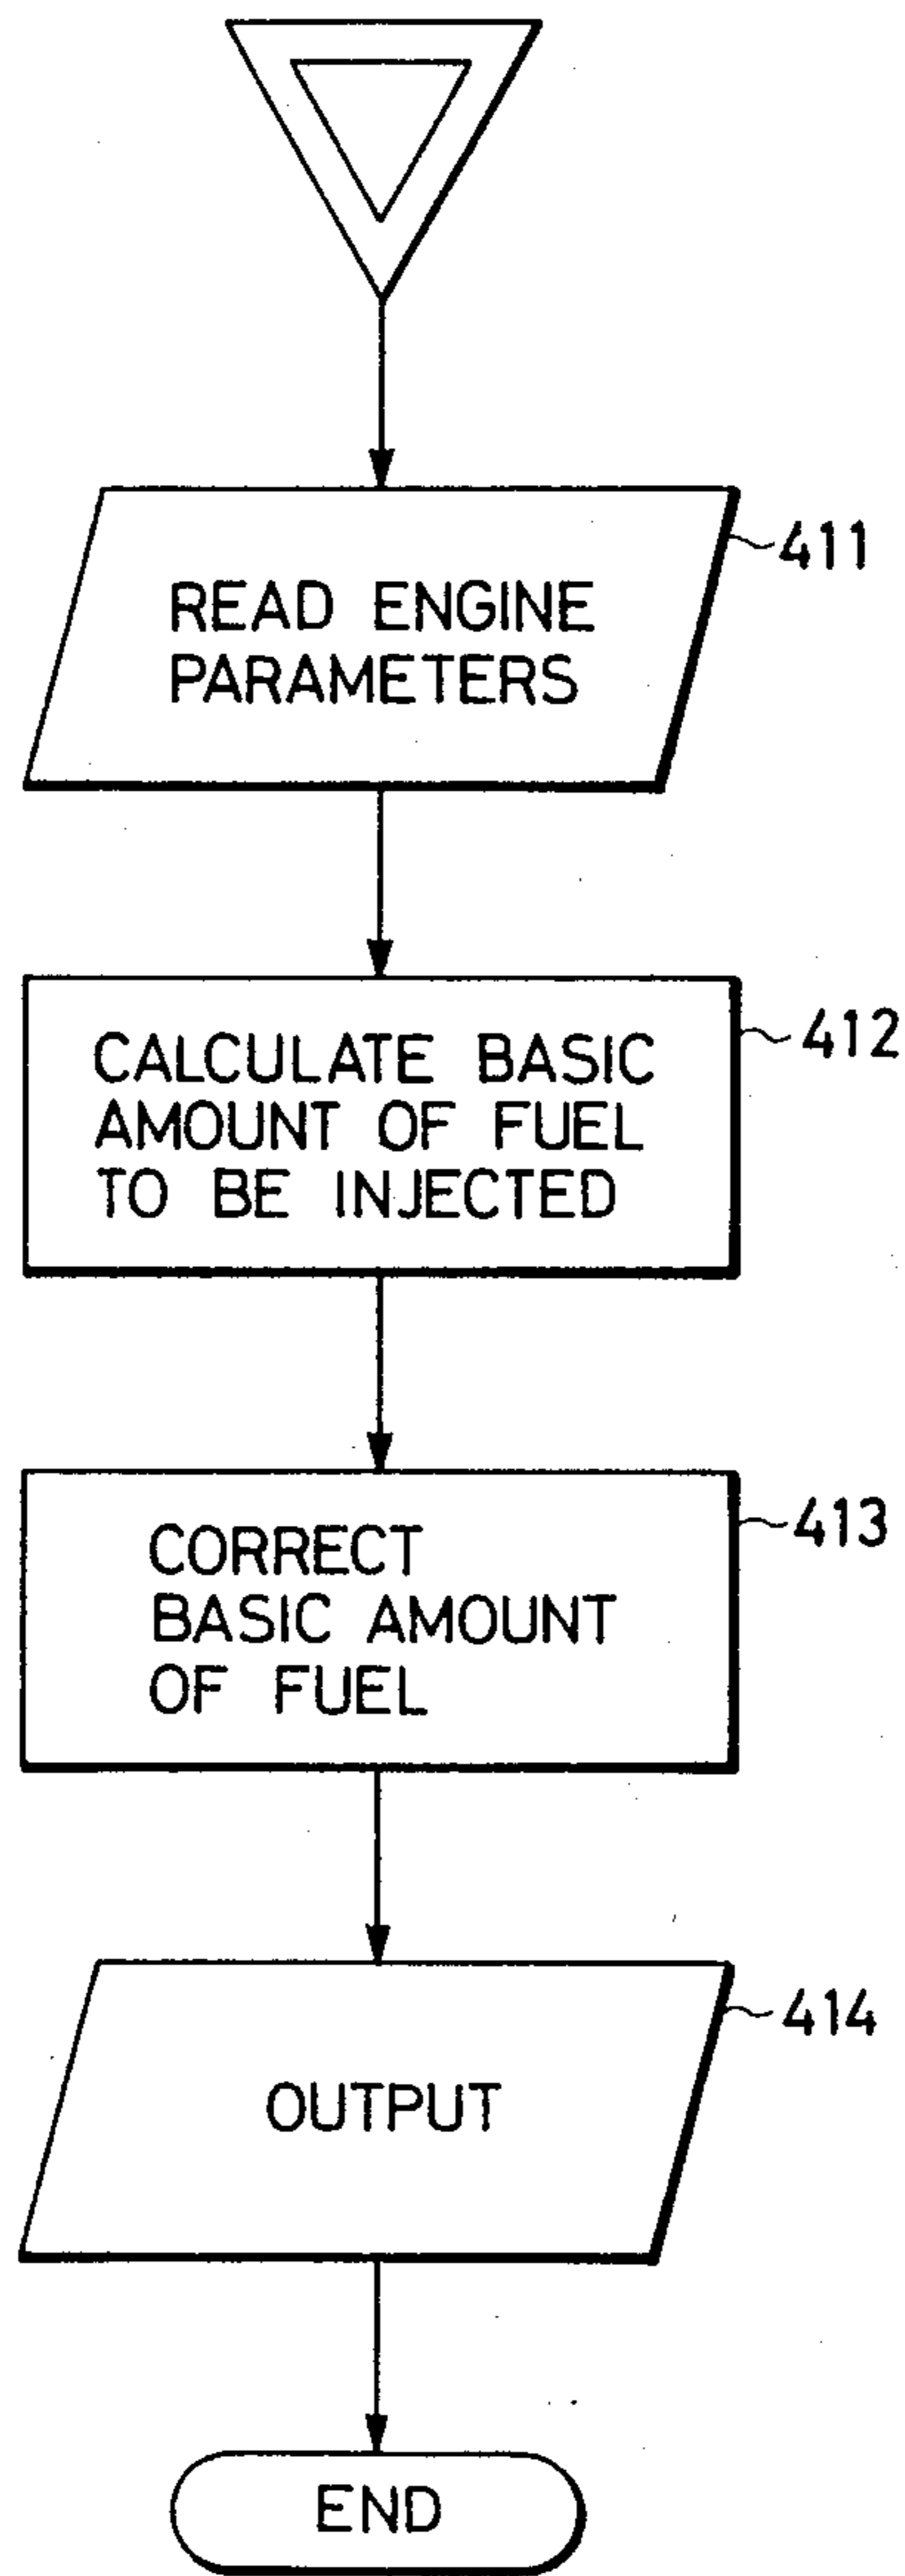 411
READ ENGINE
PARAMETERS
412
CALCULATE BASIC
AMOUNT OF FUEL
TO BE INJECTED
413
CORRECT
BASIC AMOUNT
OF FUEL
414
OUTPUT
END